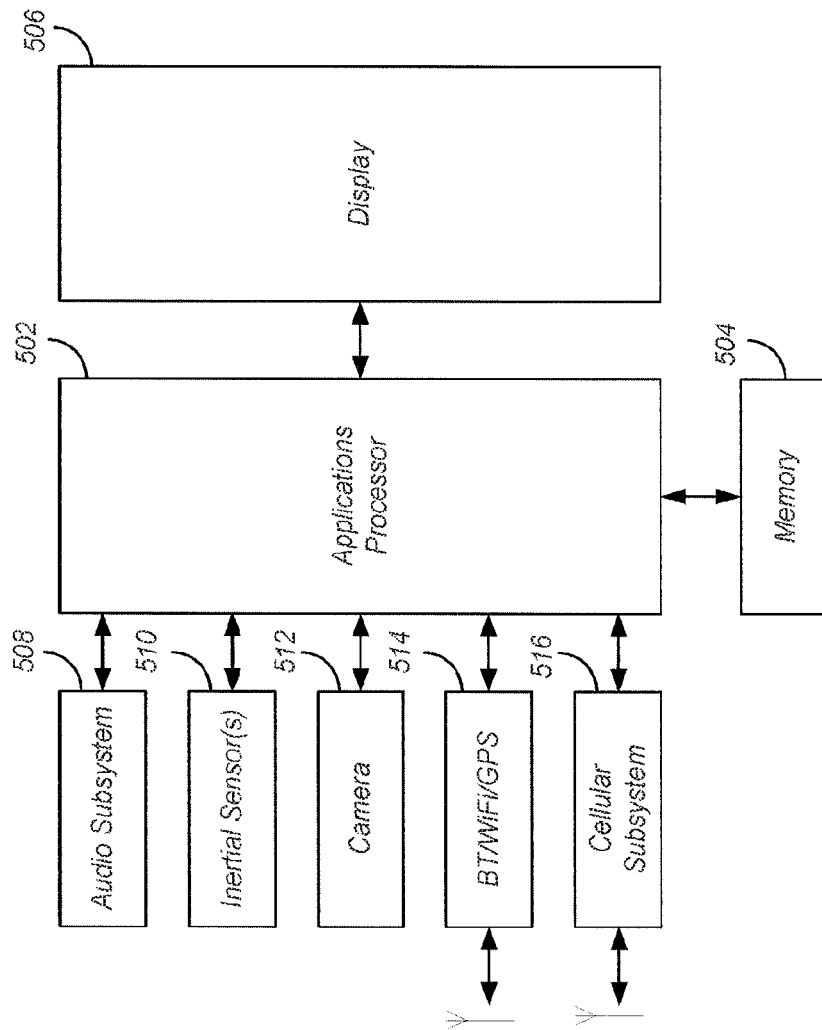 508
Audio Subsystem
510
Inertial Sensor(s)
512
Camera
514
BT/WiFi/GPS
516
Cellular
Subsystem
502
Applications
Processor
504
Memory
506
Display